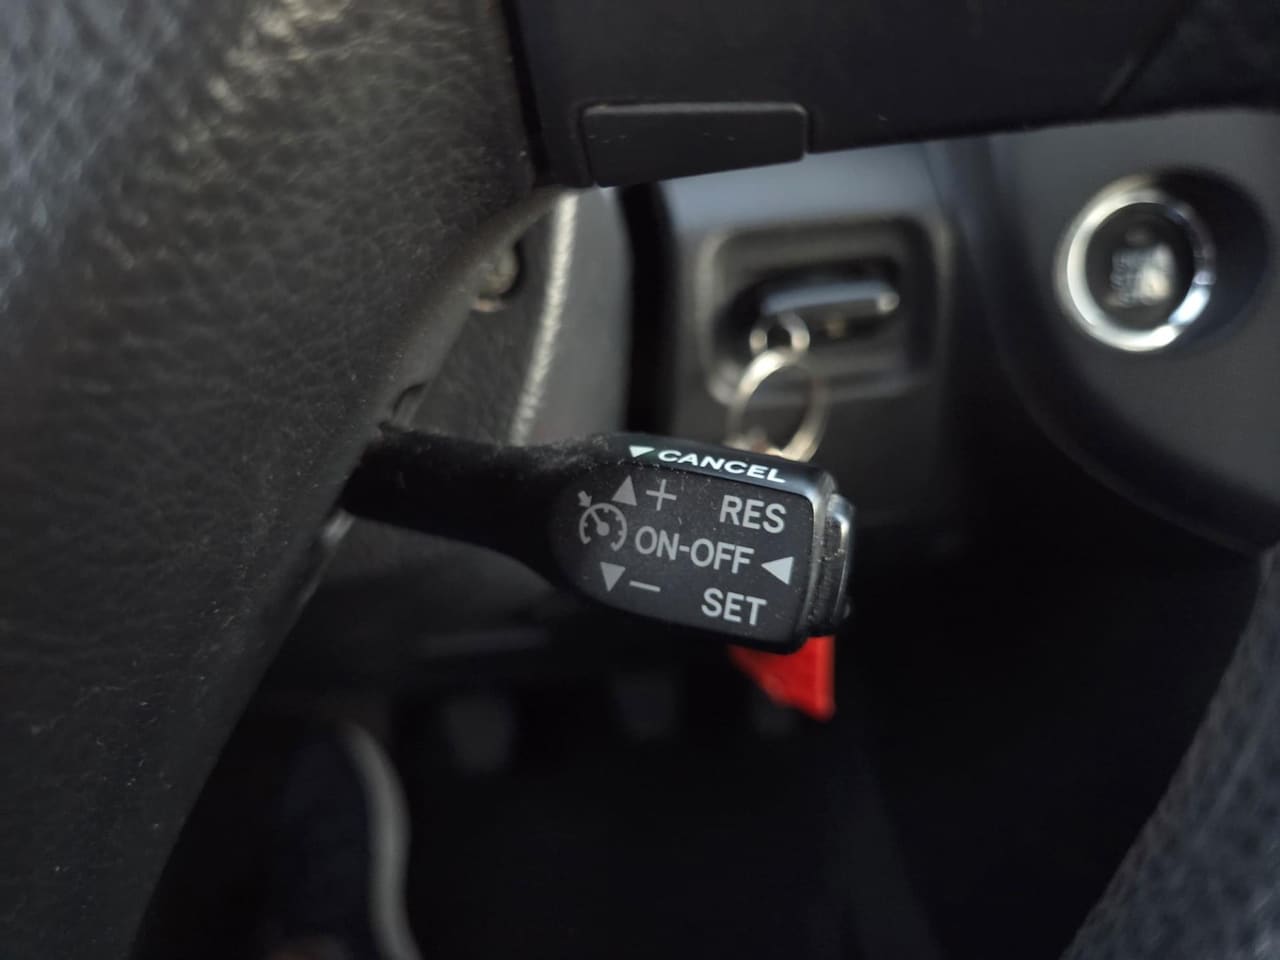 CANCEL
+ RES
ON-OFF
− SET